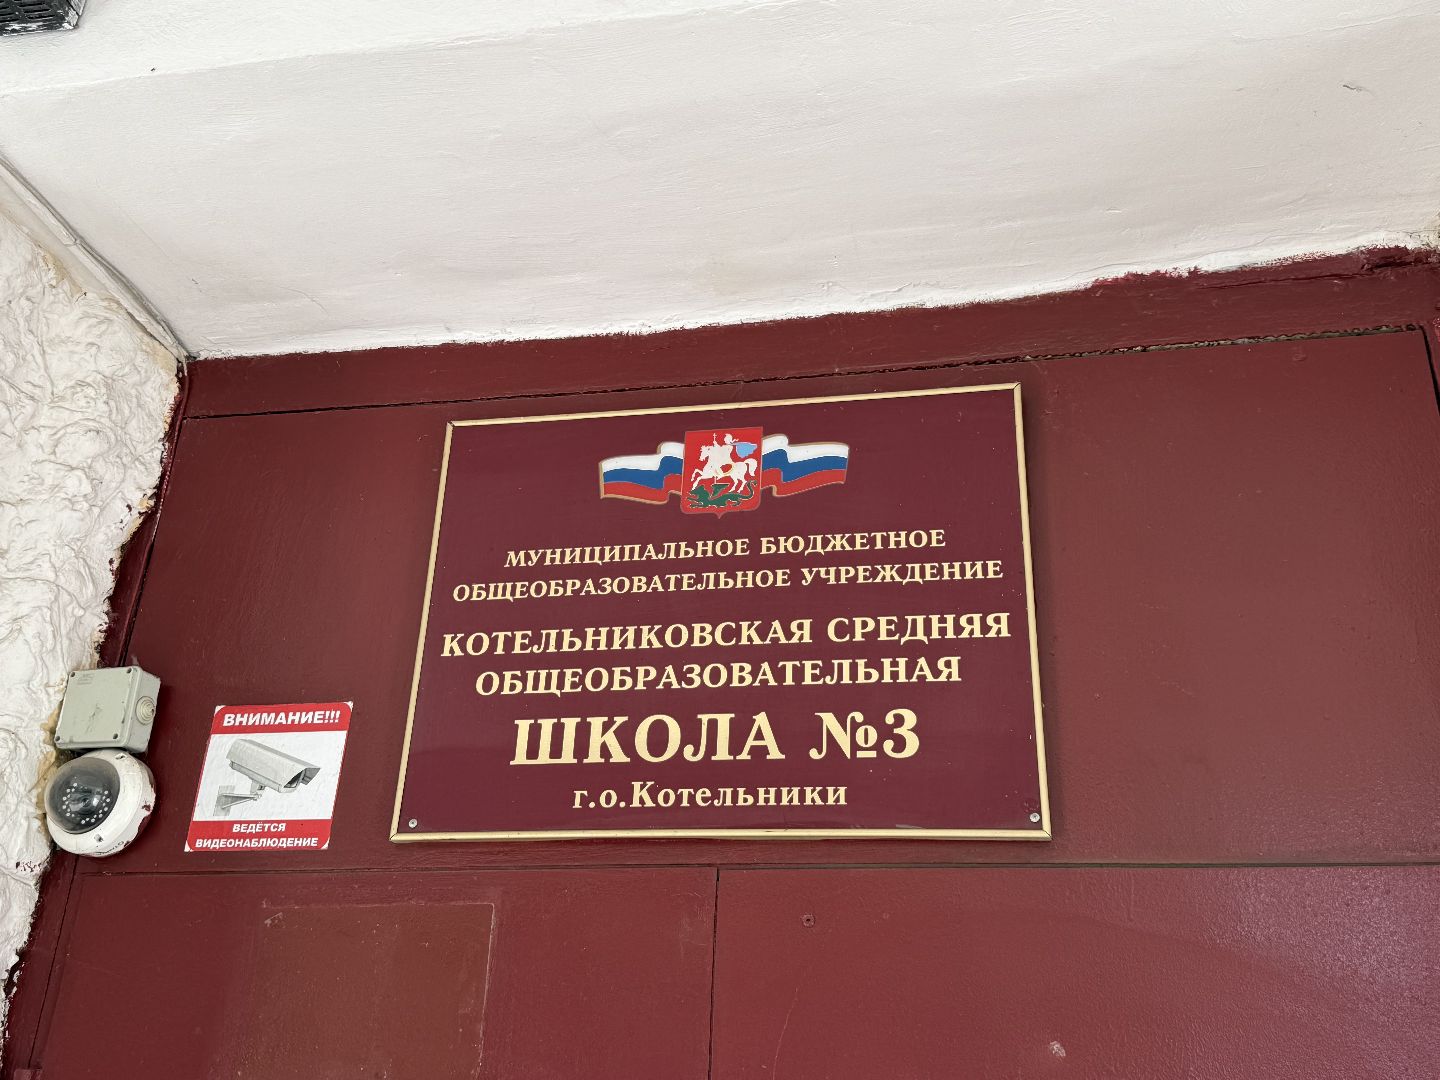 МУНИЦИПАЛЬНОЕ БЮДЖЕТНОЕ
ОБЩЕОБРАЗОВАТЕЛЬНОЕ УЧРЕЖДЕНИЕ
КОТЕЛЬНИКОВСКАЯ СРЕДНЯЯ
ОБЩЕОБРАЗОВАТЕЛЬНАЯ
ШКОЛА №3
г.о.Котельники
ВНИМАНИЕ!!!
ВЕДЁТСЯ
ВИДЕОНАБЛЮДЕНИЕ